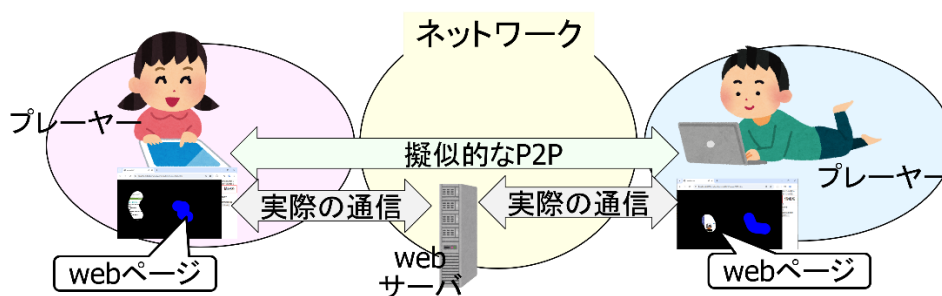 ネットワーク
プレーヤー
擬似的なP2P
プレーヤー
実際の通信
実際の通信
web
サーバ
webページ
webページ